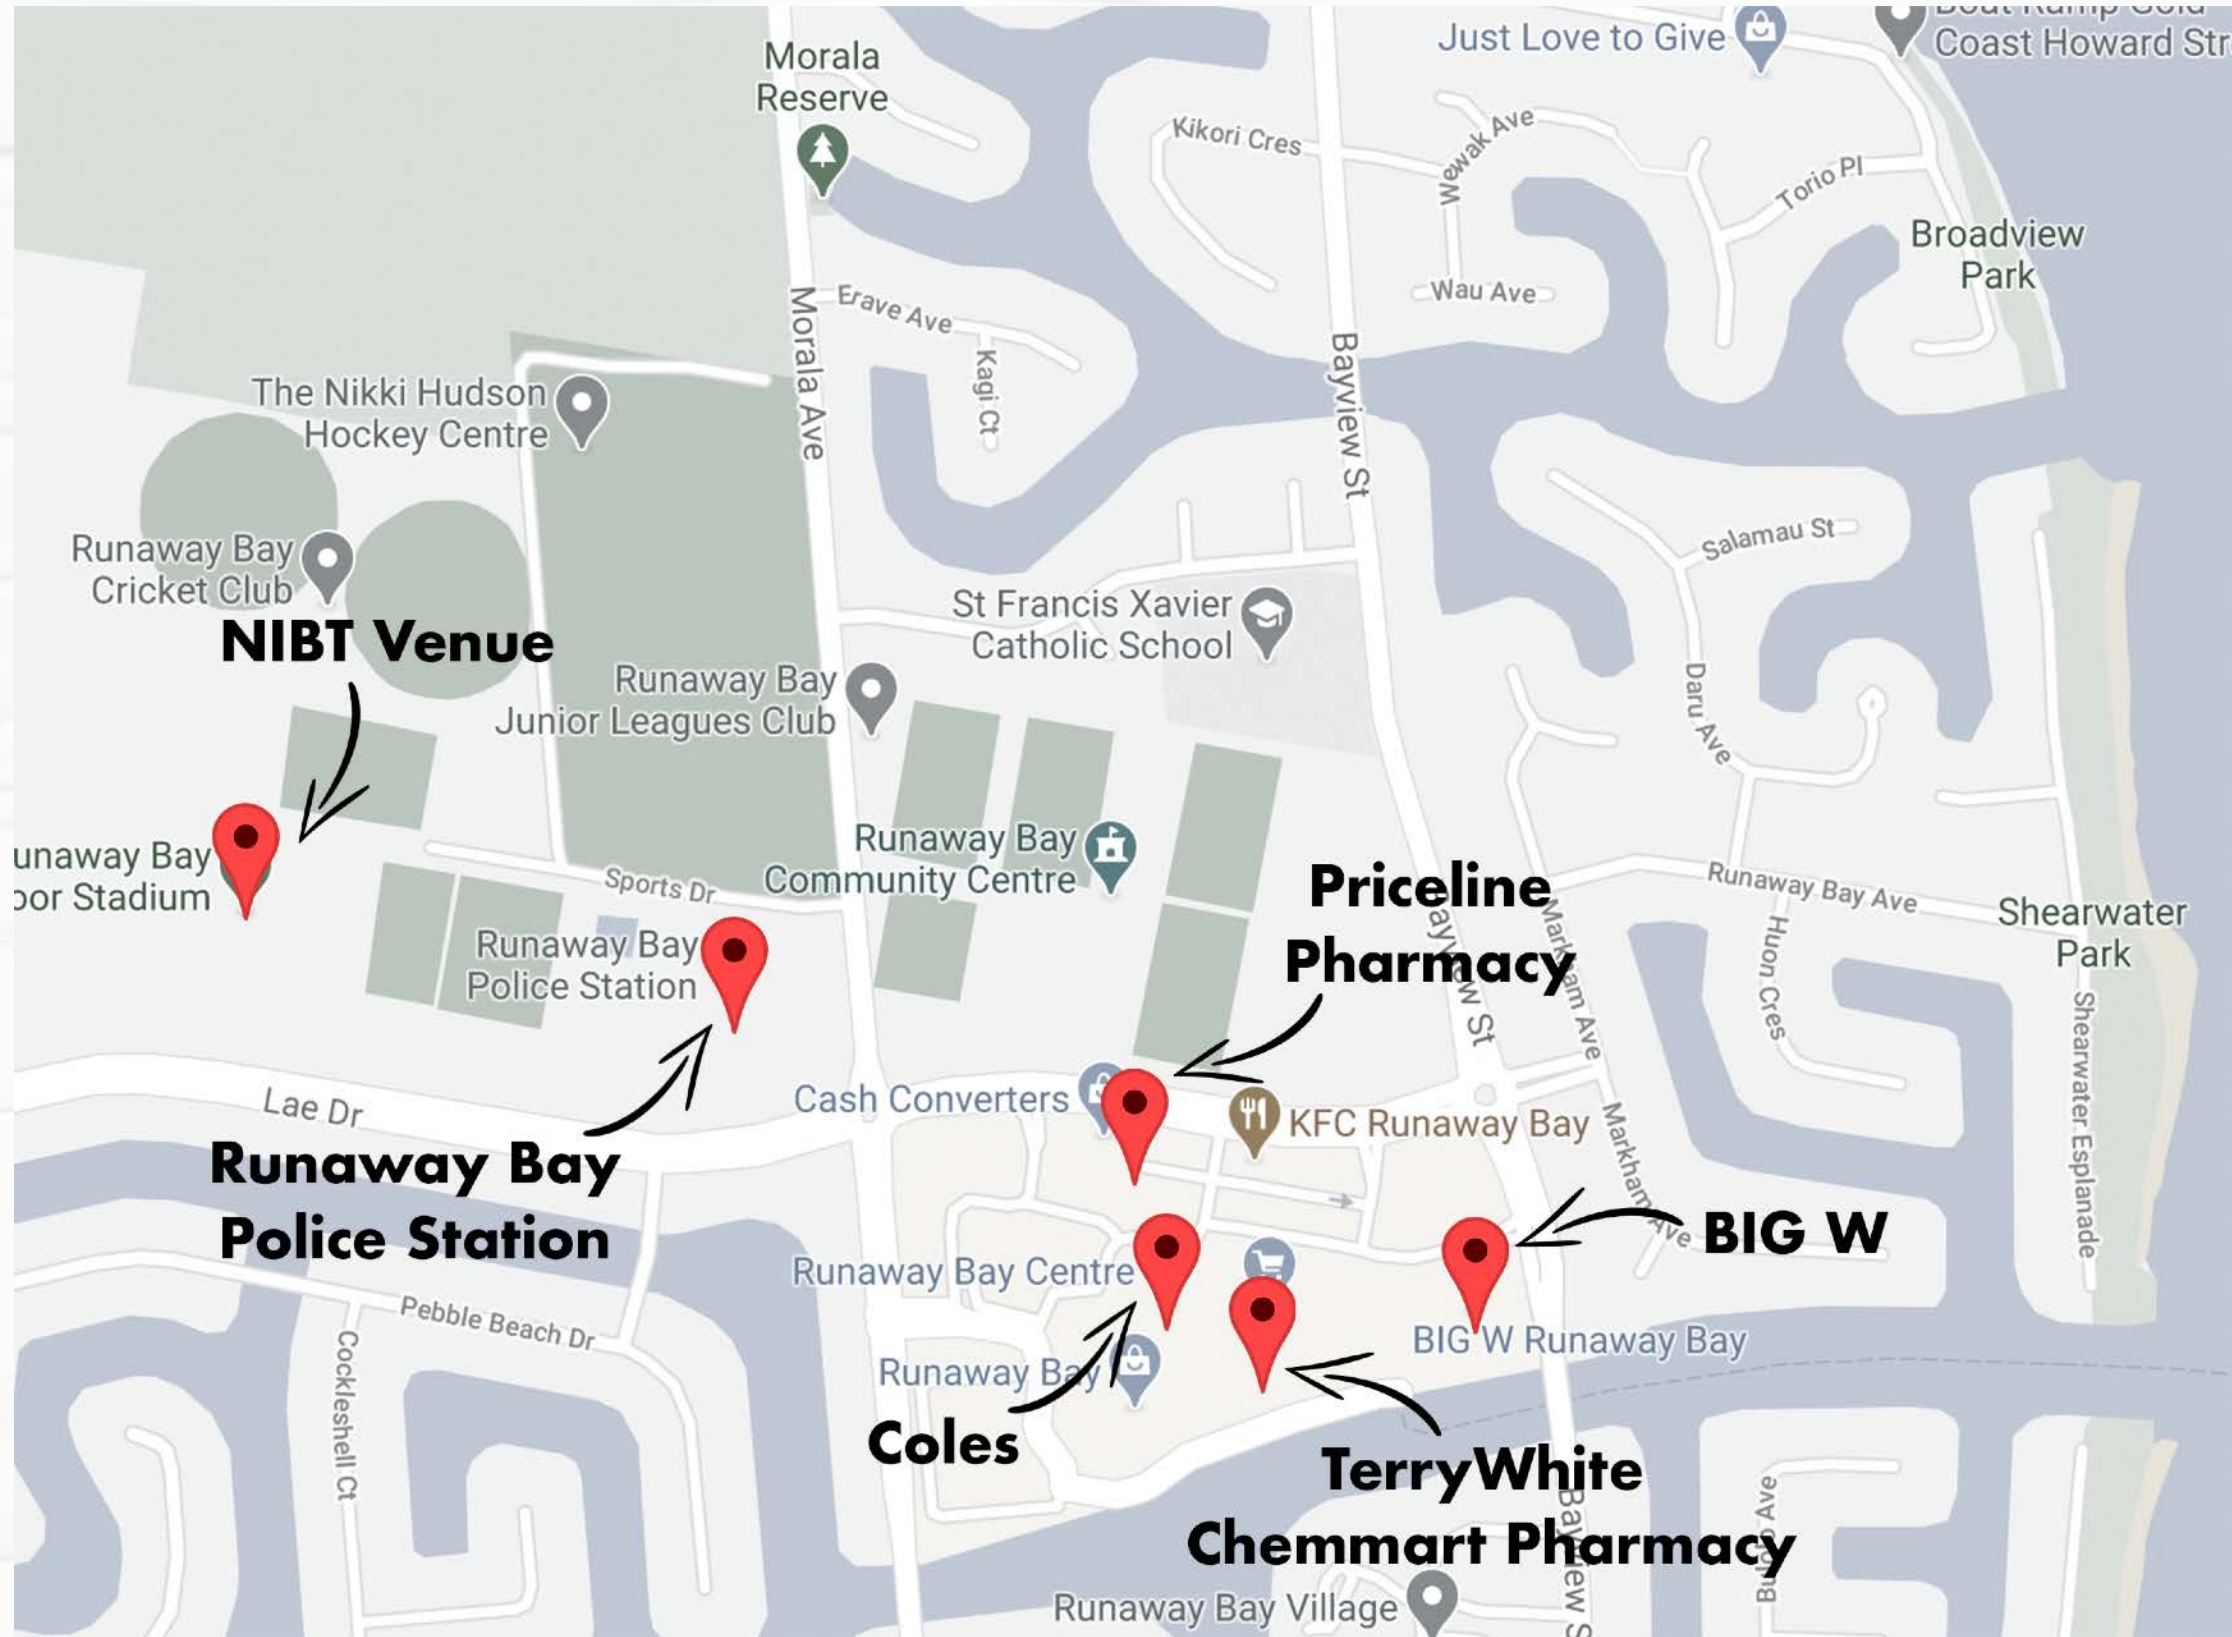 Morala
Reserve
Just Love to Give
Coast Howard Str
Kikori Cres
Wewak Ave
Torio Pl
Broadview
Park
Wau Ave
Erave Ave
Kagi Ct
Morala Ave
Bayview St
The Nikki Hudson
Hockey Centre
Salamau St
Runaway Bay
Cricket Club
NIBT Venue
St Francis Xavier
Catholic School
Runaway Bay
Junior Leagues Club
Daru Ave
unaway Bay
oor Stadium
Sports Dr
Runaway Bay
Community Centre
Priceline
Pharmacy
Runaway Bay Ave
Shearwater
Park
Runaway Bay
Police Station
Bayview St
Markham Ave
Huon Cres
Shearwater Esplanade
Lae Dr
Cash Converters
KFC Runaway Bay
Markham Ave
Runaway Bay
Police Station
BIG W
Runaway Bay Centre
Pebble Beach Dr
Cockleshell Ct
BIG W Runaway Bay
Runaway Bay
Coles
TerryWhite
Chemmart Pharmacy
Bayview S
Runaway Bay Village